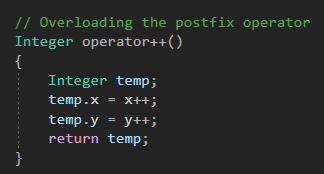 // Overloading the postfix operator
Integer operator++()
{
    Integer temp;
    temp.x = x++;
    temp.y = y++;
    return temp;
}